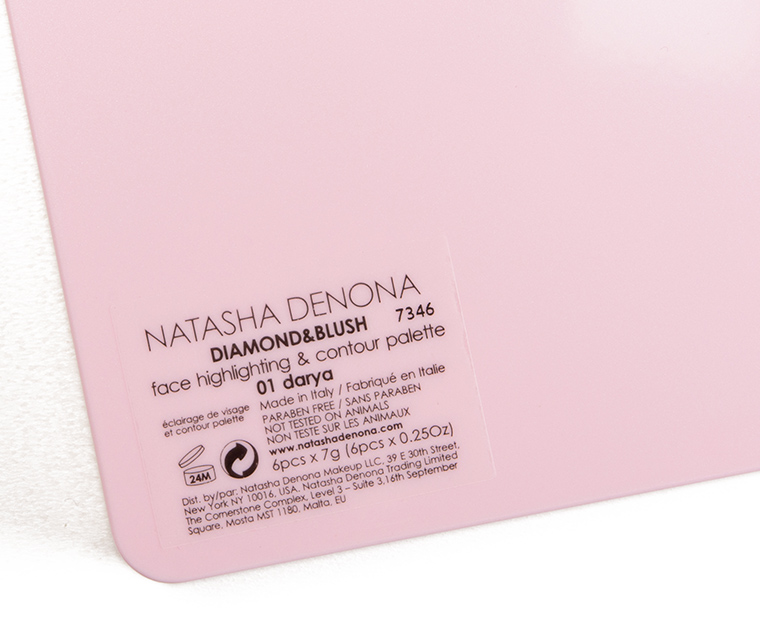 NATASHA DENONA
DIAMOND&BLUSH 7346
face highlighting & contour palette
01 darya
éclairage de visage
et contour palette
Made in Italy / Fabriqué en Italie
PARABEN FREE / SANS PARABEN
NOT TESTED ON ANIMALS
NON TESTE SUR LES ANIMAUX
www.natashadenona.com
6pcs x 7g (6pcs x 0.25Oz)
24M
Dist. by/par: Natasha Denona Makeup LLC. 39 E 30th Street,
New York NY 10016, USA. Natasha Denona Trading Limited
The Cornerstone Complex, Level 3 – Suite 3,16th September
Square, Mosta MST 1180, Malta, EU